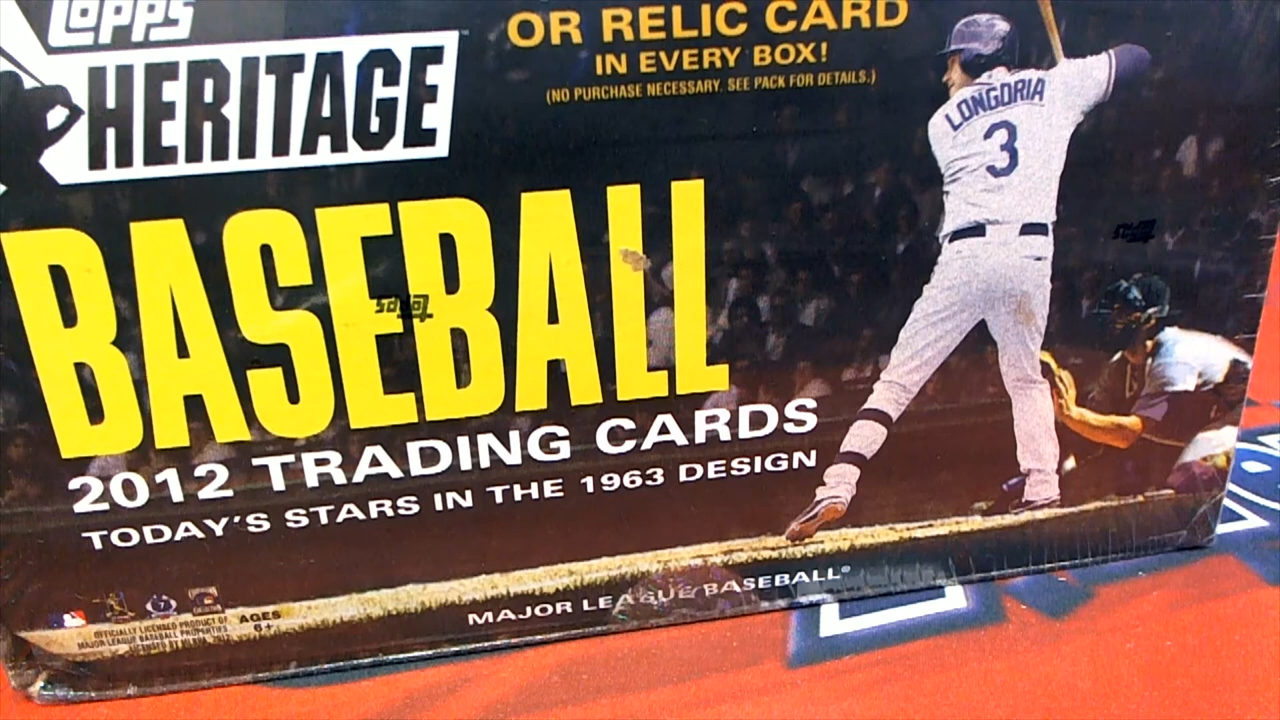 TOPPS
HERITAGE
OR RELIC CARD
IN EVERY BOX!
(NO PURCHASE NECESSARY. SEE PACK FOR DETAILS.)
LONGORIA
3
BASEBALL
topps
topps
2012 TRADING CARDS
TODAY'S STARS IN THE 1963 DESIGN
MAJOR LEAGUE BASEBALL®
AGES
6+
OFFICIALLY LICENSED PRODUCT OF
MAJOR LEAGUE BASEBALL PROPERTIES